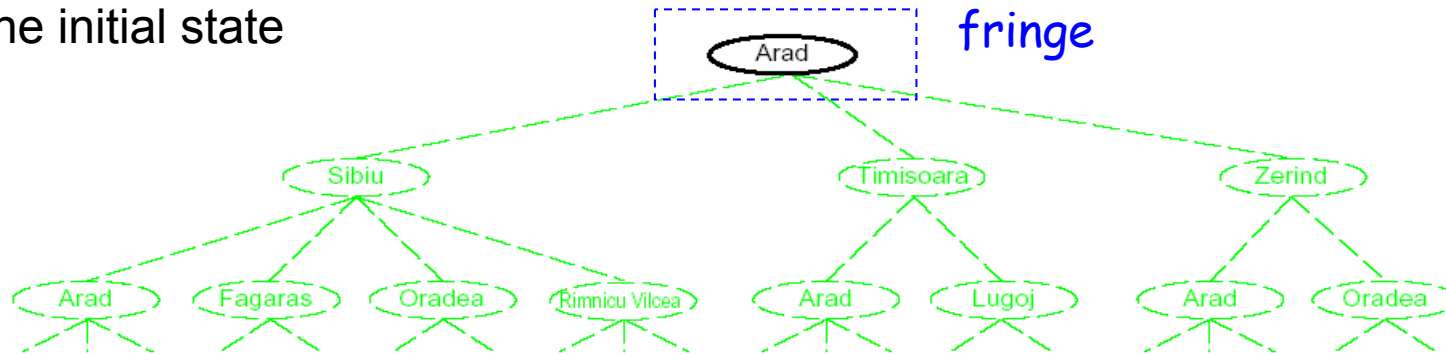 he initial state
fringe
Arad
Sibiu Timisoara Zerind
Arad Fagaras Oradea Rimnicu Vilcea Arad Lugoj Arad Oradea